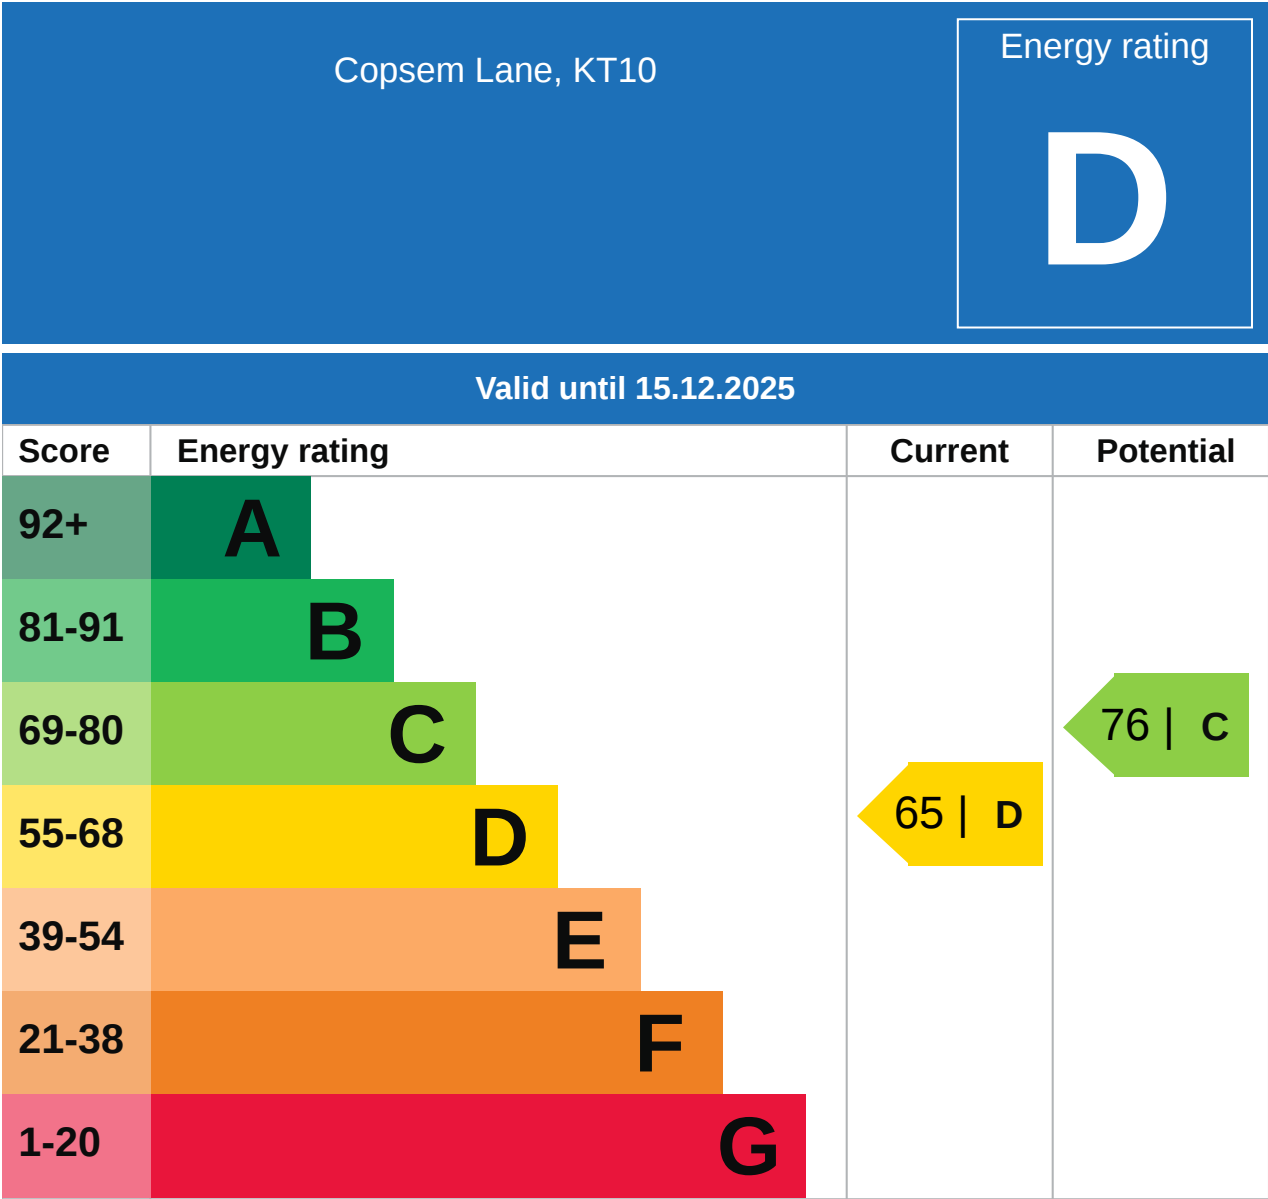 Copsem Lane, KT10
Energy rating
D
Valid until 15.12.2025
Score Energy rating Current Potential
92+ A
81-91 B
69-80 C
76 | C
55-68 D
65 | D
39-54 E
21-38 F
1-20 G